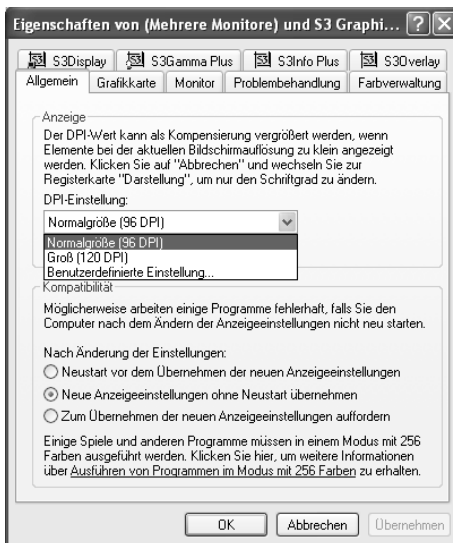 Eigenschaften von (Mehrere Monitore) und S3 Graphi...
S3Display
S3Gamma Plus
S3Info Plus
S3Overlay
Allgemein
Grafikkarte
Monitor
Problembehandlung
Farbverwaltung
Anzeige
Der DPI-Wert kann als Kompensierung vergrößert werden, wenn
Elemente bei der aktuellen Bildschirmauflösung zu klein angezeigt
werden. Klicken Sie auf "Abbrechen" und wechseln Sie zur
Registerkarte "Darstellung", um nur den Schriftgrad zu ändern.
DPI-Einstellung:
Normalgröße (96 DPI)
Normalgröße (96 DPI)
Groß (120 DPI)
Benutzerdefinierte Einstellung...
Kompatibilität
Möglicherweise arbeiten einige Programme fehlerhaft, falls Sie den
Computer nach dem Ändern der Anzeigeeinstellungen nicht neu starten.
Nach Änderung der Einstellungen:
Neustart vor dem Übernehmen der neuen Anzeigeeinstellungen
Neue Anzeigeeinstellungen ohne Neustart übernehmen
Zum Übernehmen der neuen Anzeigeeinstellungen auffordern
Einige Spiele und anderen Programme müssen in einem Modus mit 256
Farben ausgeführt werden. Klicken Sie hier, um weitere Informationen
über Ausführen von Programmen im Modus mit 256 Farben zu erhalten.
OK
Abbrechen
Übernehmen